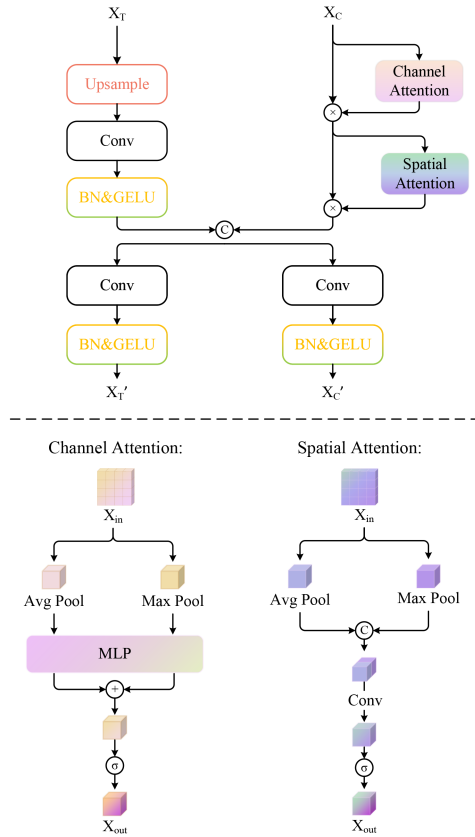 X_T
X_C
Upsample
Channel
Attention
Conv
×
Spatial
Attention
BN&GELU
×
C
Conv
Conv
BN&GELU
BN&GELU
X_T'
X_C'
Channel Attention:
Spatial Attention:
X_in
X_in
Avg Pool
Max Pool
Avg Pool
Max Pool
C
MLP
+
Conv
σ
σ
X_out
X_out